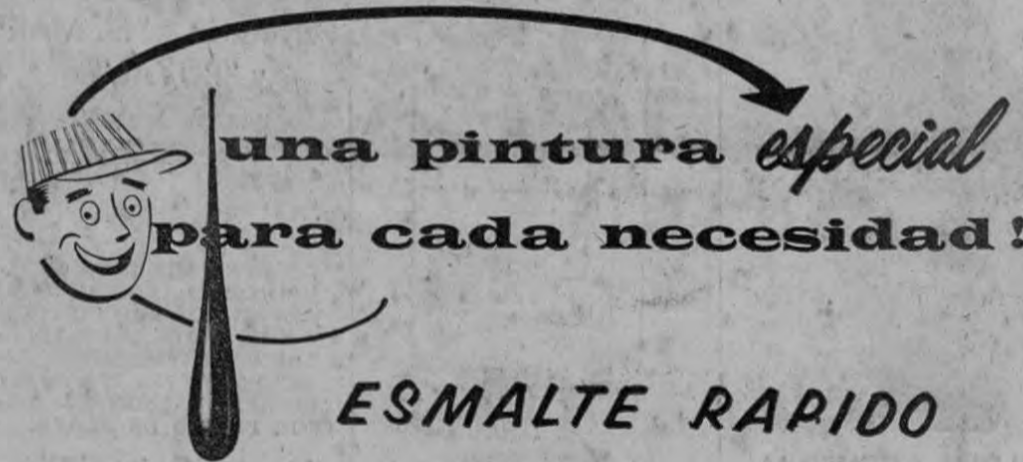 una pintura especial
para cada necesidad!
ESMALTE RAPIDO